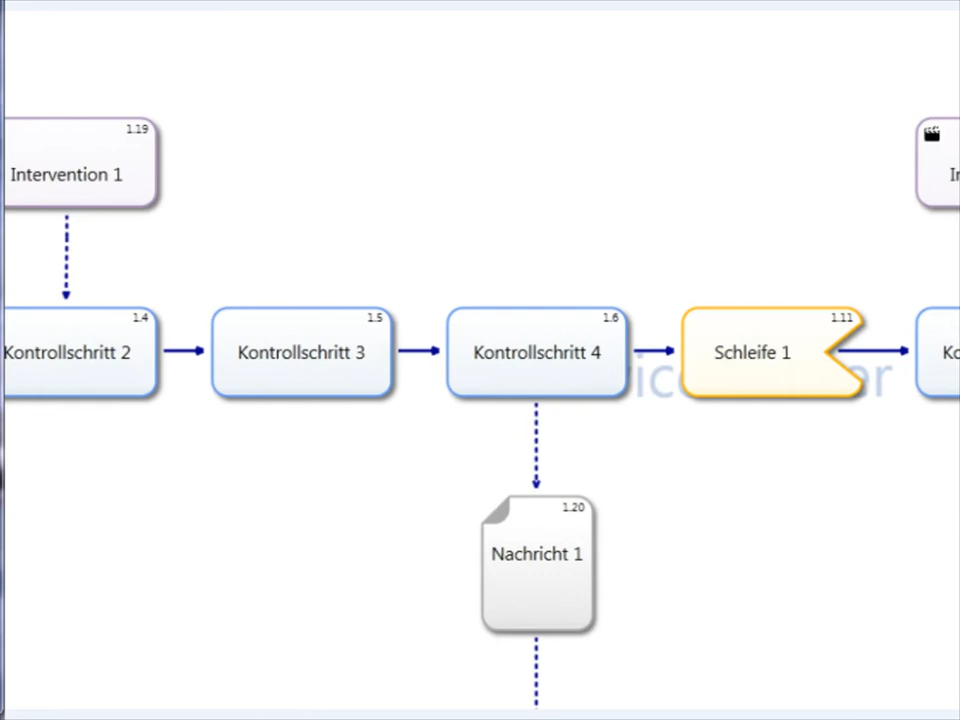 1.19
Intervention 1
1.4
Kontrollschritt 2
1.5
Kontrollschritt 3
1.6
Kontrollschritt 4
1.11
Schleife 1
1.20
Nachricht 1